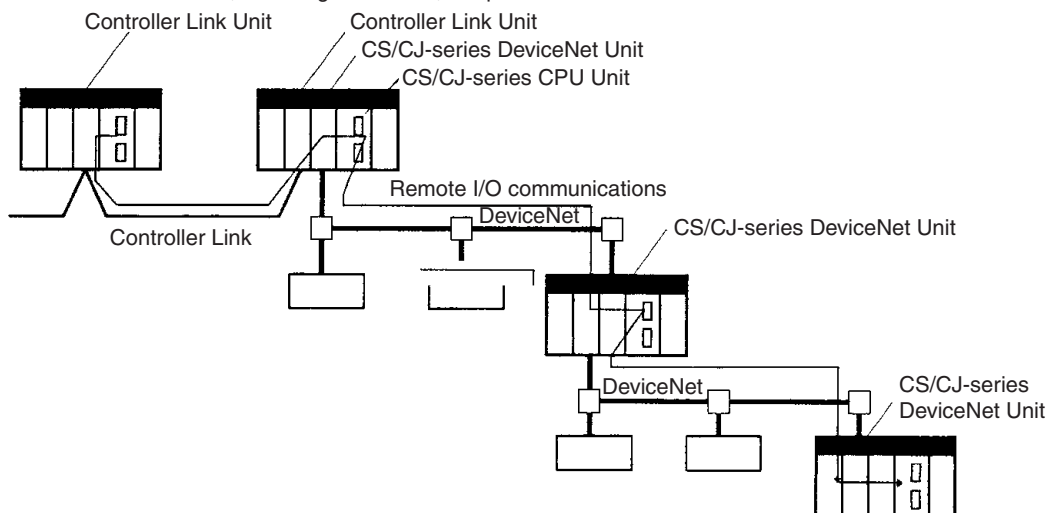 Controller Link Unit
Controller Link Unit
CS/CJ-series DeviceNet Unit
CS/CJ-series CPU Unit
Remote I/O communications
DeviceNet
CS/CJ-series DeviceNet Unit
Controller Link
DeviceNet
CS/CJ-series
DeviceNet Unit